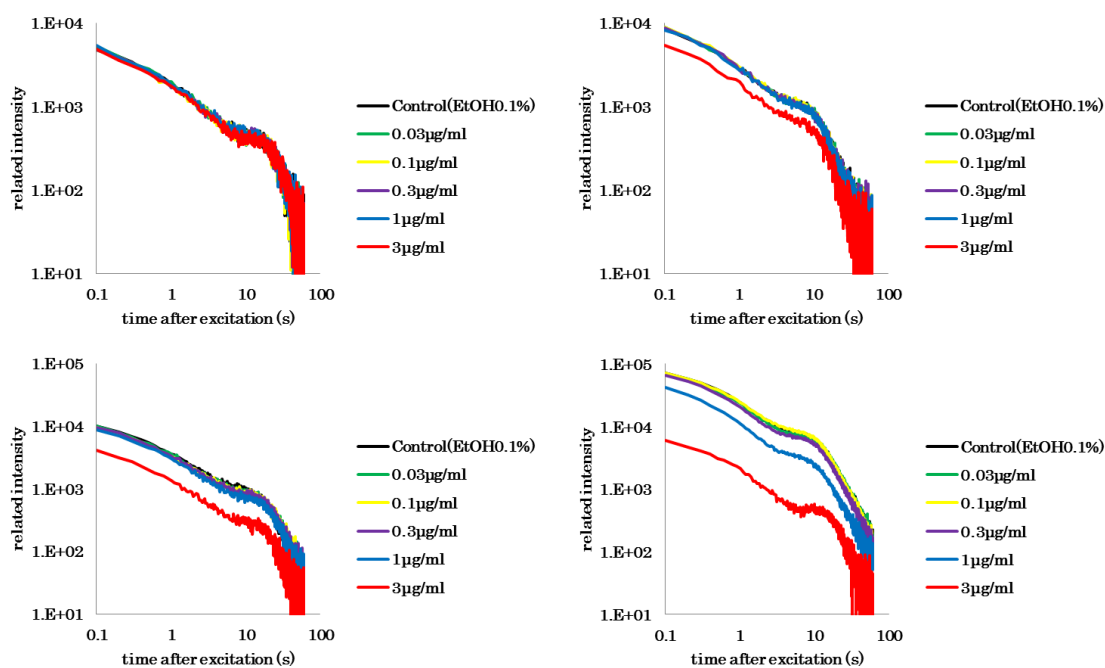 1.E+04
1.E+03
1.E+02
1.E+01
related intensity
0.1 1 10 100
time after excitation (s)
Control(EtOH0.1%)
0.03µg/ml
0.1µg/ml
0.3µg/ml
1µg/ml
3µg/ml
1.E+04
1.E+03
1.E+02
1.E+01
related intensity
0.1 1 10 100
time after excitation (s)
Control(EtOH0.1%)
0.03µg/ml
0.1µg/ml
0.3µg/ml
1µg/ml
3µg/ml
1.E+05
1.E+04
1.E+03
1.E+02
1.E+01
related intensity
0.1 1 10 100
time after excitation (s)
Control(EtOH0.1%)
0.03µg/ml
0.1µg/ml
0.3µg/ml
1µg/ml
3µg/ml
1.E+05
1.E+04
1.E+03
1.E+02
1.E+01
related intensity
0.1 1 10 100
time after excitation (s)
Control(EtOH0.1%)
0.03µg/ml
0.1µg/ml
0.3µg/ml
1µg/ml
3µg/ml